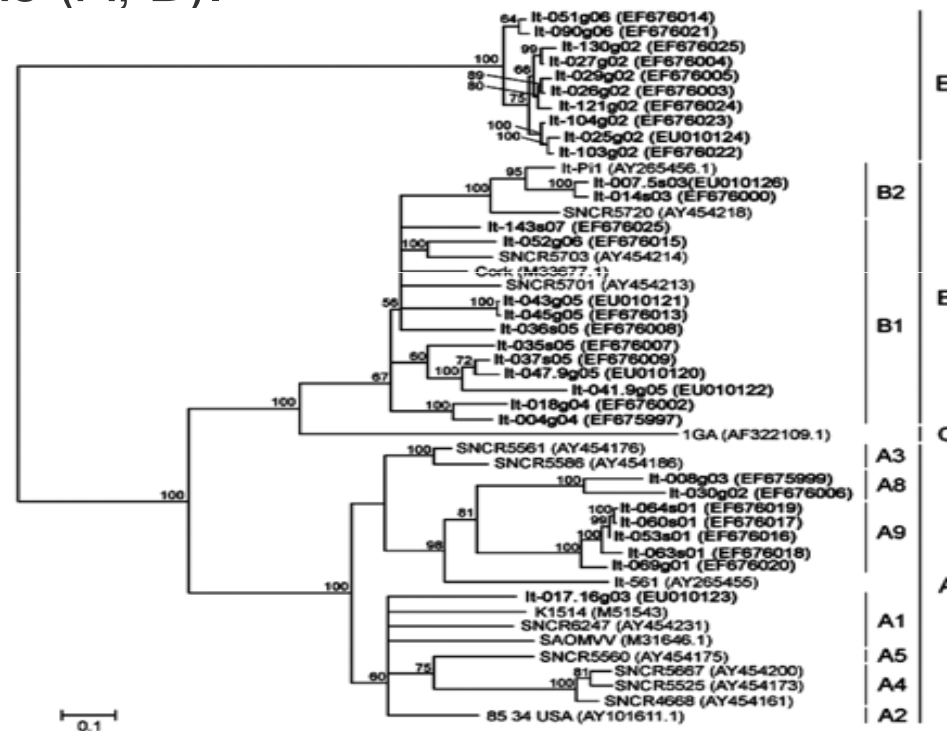 64 It-051g06 (EF676014)
It-090g06 (EF676021)
99 It-130g02 (EF676025)
It-027g02 (EF676004)
100 66 It-029g02 (EF676005)
89 It-026g02 (EF676003)
80 75 It-121g02 (EF676024)
It-104g02 (EF676023)
100 It-025g02 (EU010124)
100 It-103g02 (EF676022)
95 It-Pi1 (AY265456.1)
100 It-007.5s03(EU010126)
100 It-014s03 (EF676000)
B2
SNCR5720 (AY454218)
It-143s07 (EF676025)
100 It-052g06 (EF676015)
SNCR5703 (AY454214)
Cork (M33677.1)
SNCR5701 (AY454213)
56 100 It-043g05 (EU010121)
It-045g05 (EF676013)
It-036s05 (EF676008)
B1
It-035s05 (EF676007)
60 72 It-037s05 (EF676009)
100 It-047.9g05 (EU010120)
67 It-041.9g05 (EU010122)
100 It-018g04 (EF676002)
100 It-004g04 (EF675997)
1GA (AF322109.1)
100 SNCR5561 (AY454176)
SNCR5586 (AY454186)
A3
100 It-008g03 (EF675999)
It-030g02 (EF676006)
A8
100 It-064s01 (EF676019)
81 99 It-060s01 (EF676017)
100 It-053s01 (EF676016)
A9
98 100 It-063s01 (EF676018)
It-069g01 (EF676020)
100 It-561 (AY265455)
100 It-017.16g03 (EU010123)
K1514 (M51543)
SNCR6247 (AY454231)
A1
SAOMVV (M31646.1)
SNCR5560 (AY454175)
A5
60 75 81 SNCR5667 (AY454200)
100 SNCR5525 (AY454173)
A4
SNCR4668 (AY454161)
85 34 USA (AY101611.1)
A2
0.1